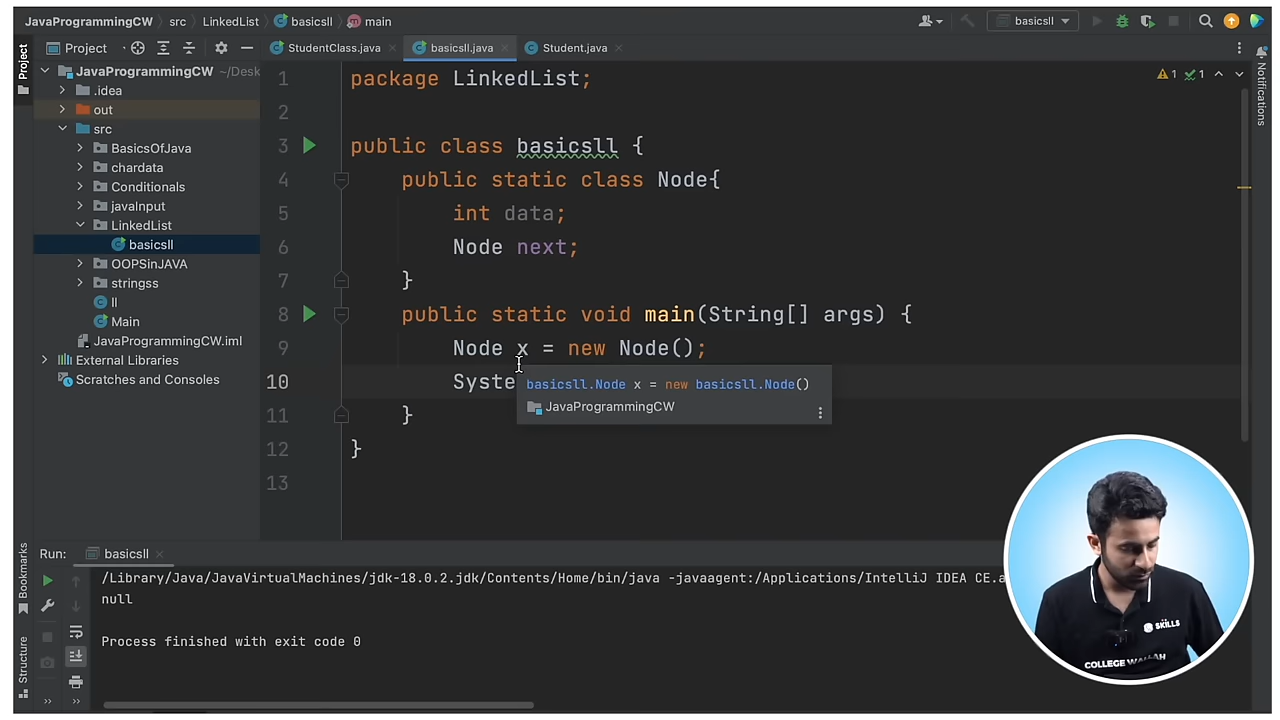 JavaProgrammingCW src LinkedList basicsll main
basicsll
Project
StudentClass.java
basicsll.java
Student.java
Project
Bookmarks
Structure
Notifications
JavaProgrammingCW ~/Desk
.idea
out
src
BasicsOfJava
chardata
Conditionals
javaInput
LinkedList
basicsll
OOPSinJAVA
stringss
ll
Main
JavaProgrammingCW.iml
External Libraries
Scratches and Consoles
1 1
1 package LinkedList;
2
3 public class basicsll {
4 public static class Node{
5 int data;
6 Node next;
7 }
8 public static void main(String[] args) {
9 Node x = new Node();
10 Syste
11 }
12 }
13
basicsll.Node x = new basicsll.Node()
JavaProgrammingCW
Run: basicsll
/Library/Java/JavaVirtualMachines/jdk-18.0.2.jdk/Contents/Home/bin/java -javaagent:/Applications/IntelliJ IDEA CE.a
null
Process finished with exit code 0
SKILLS
COLLEGE WALLAH